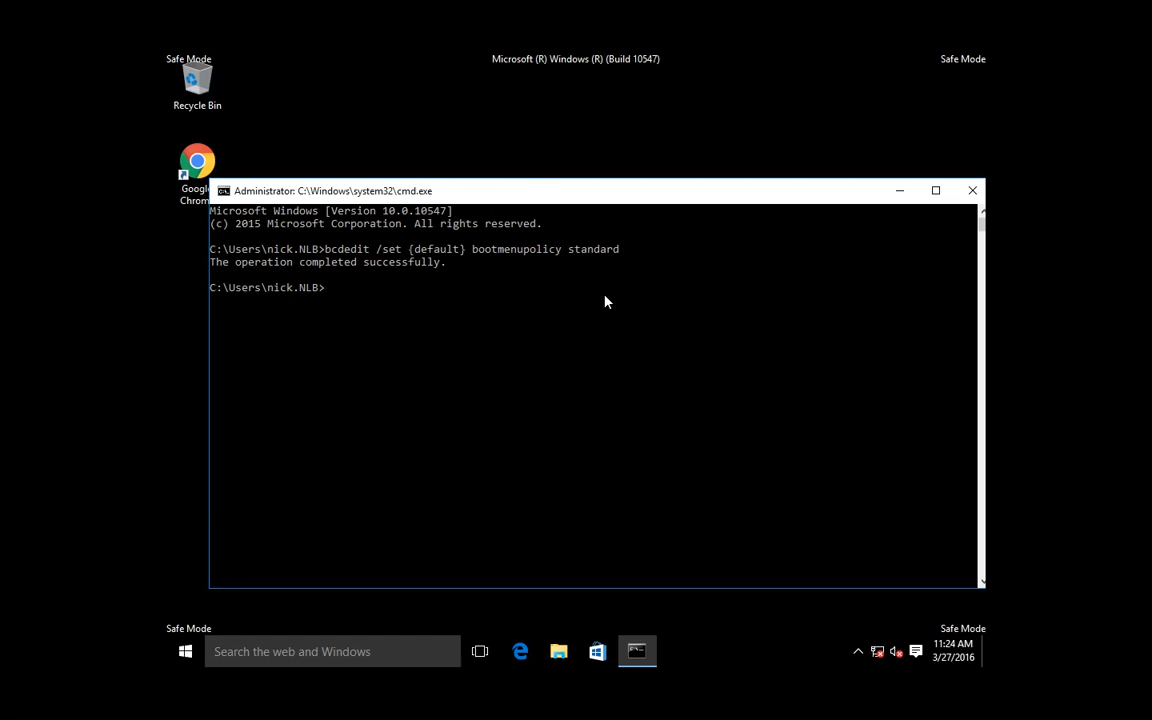 Safe Mode
Microsoft (R) Windows (R) (Build 10547)
Safe Mode
Recycle Bin
Google
Chrom
Administrator: C:\Windows\system32\cmd.exe
Microsoft Windows [Version 10.0.10547]
(c) 2015 Microsoft Corporation. All rights reserved.
C:\Users\nick.NLB>bcdedit /set {default} bootmenupolicy standard
The operation completed successfully.
C:\Users\nick.NLB>
Safe Mode
Safe Mode
Search the web and Windows
11:24 AM
3/27/2016